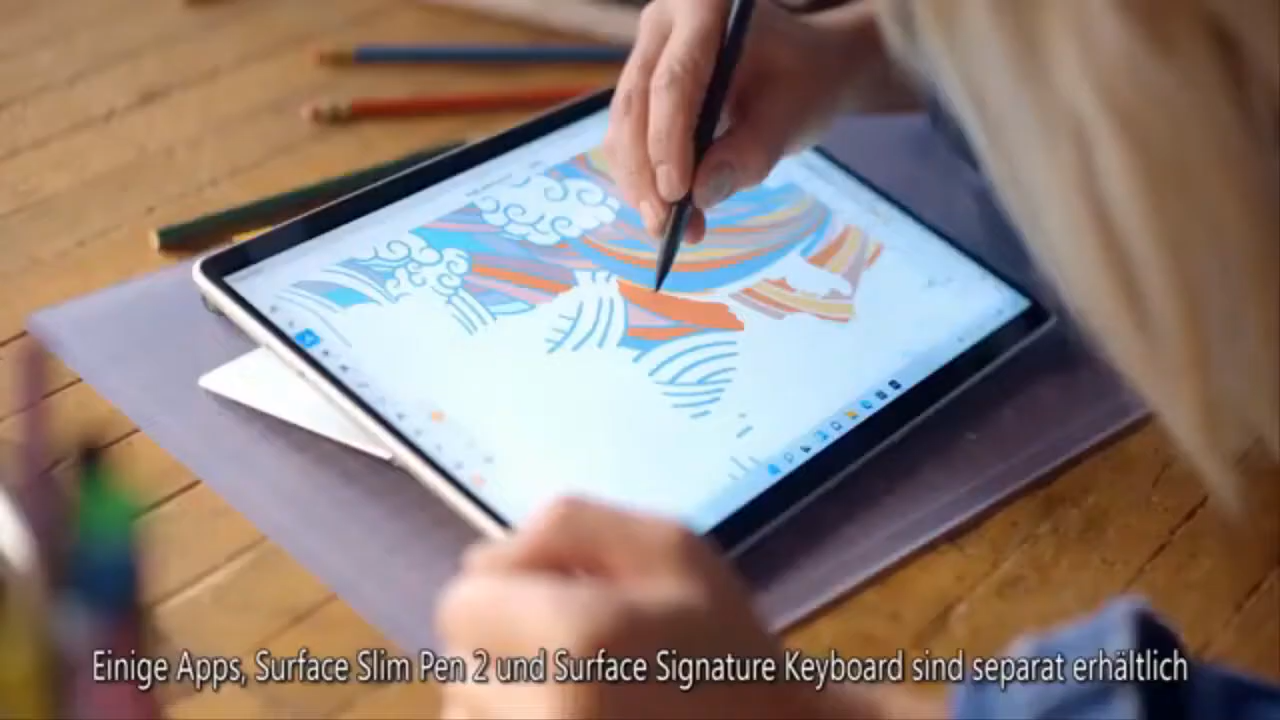 Einige Apps, Surface Slim Pen 2 und Surface Signature Keyboard sind separat erhältlich